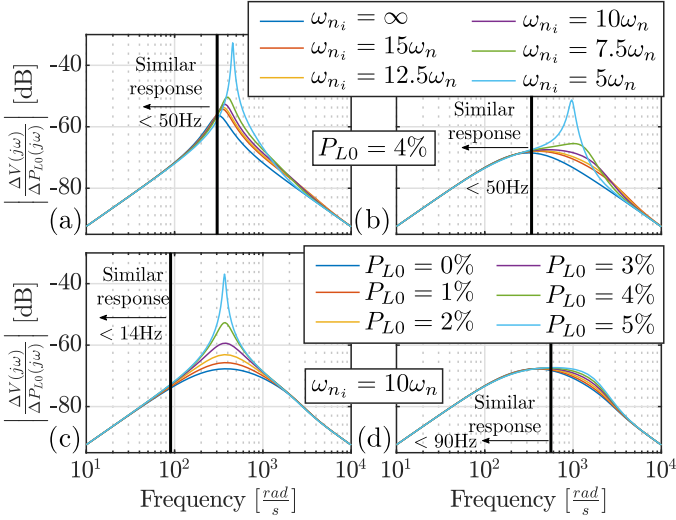 ω_{n_i} = ∞
ω_{n_i} = 15ω_n
ω_{n_i} = 12.5ω_n
ω_{n_i} = 10ω_n
ω_{n_i} = 7.5ω_n
ω_{n_i} = 5ω_n
|ΔV(jω)/ΔP_{L0}(jω)| [dB]
-40
-60
-80
Similar
response
< 50Hz
(a)
P_{L0} = 4%
Similar
response
< 50Hz
(b)
P_{L0} = 0%
P_{L0} = 1%
P_{L0} = 2%
P_{L0} = 3%
P_{L0} = 4%
P_{L0} = 5%
|ΔV(jω)/ΔP_{L0}(jω)| [dB]
-40
-60
-80
Similar
response
< 14Hz
(c)
ω_{n_i} = 10ω_n
Similar
response
< 90Hz
(d)
10^1 10^2 10^3 10^4
10^1 10^2 10^3 10^4
Frequency [rad/s]
Frequency [rad/s]